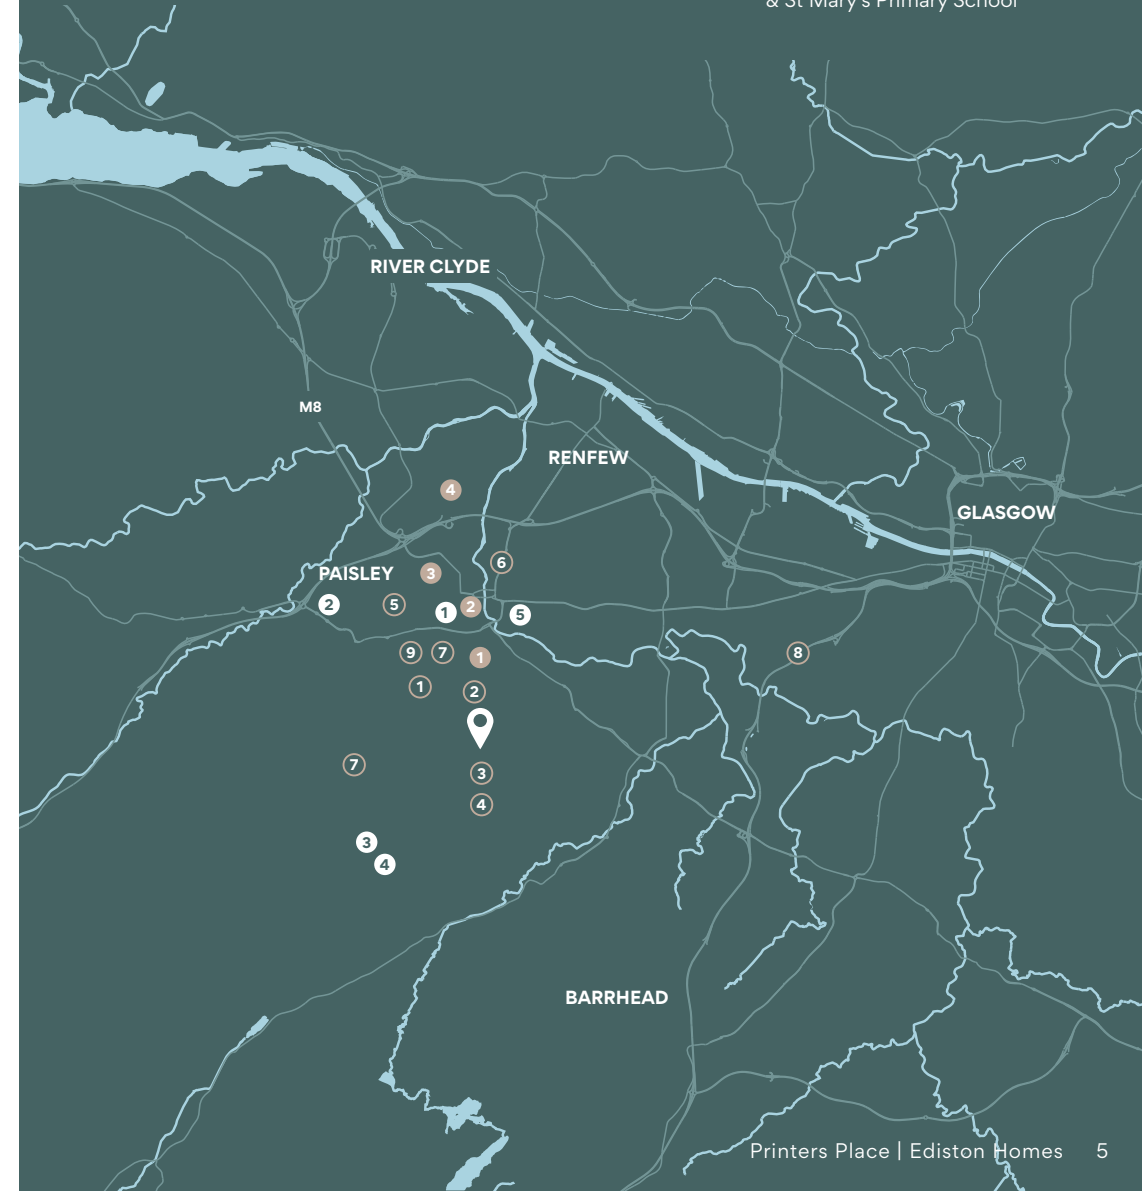 & St Mary's Primary School
RIVER CLYDE
M8
RENFEW
4
GLASGOW
6
PAISLEY
3
2
5
1
2
5
9
7
1
8
1
2
7
3
4
3
4
BARRHEAD
Printers Place | Ediston Homes 5